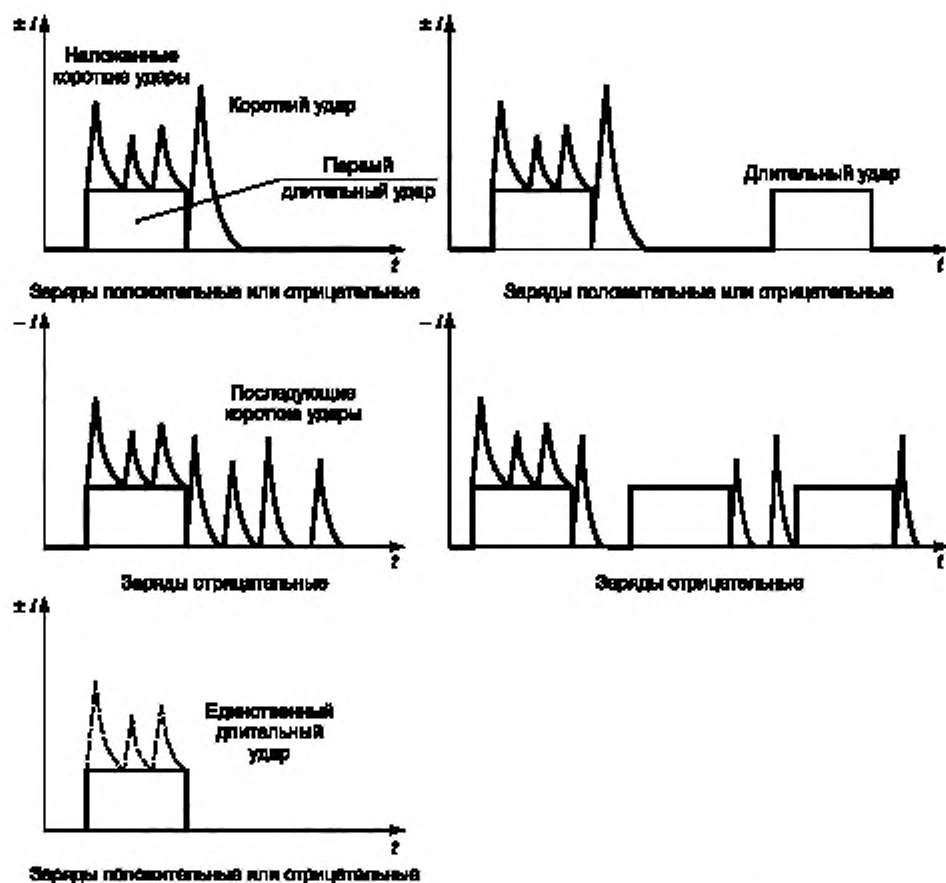 ± I
Наложенные
короткие удары
Короткий удар
Первый
длительный удар
t
Заряды положительные или отрицательные
± I
Длительный удар
t
Заряды положительные или отрицательные
– I
Последующие
короткие удары
t
Заряды отрицательные
– I
t
Заряды отрицательные
± I
Единственный
длительный
удар
t
Заряды положительные или отрицательные